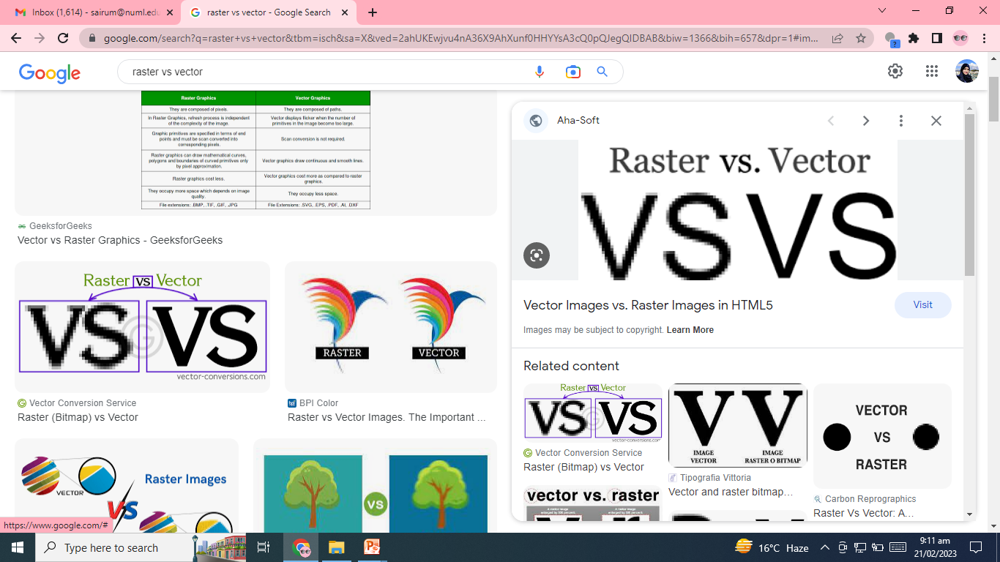 Inbox (1,614) - sairum@numl.edu
raster vs vector - Google Search
google.com/search?q=raster+vs+vector&tbm=isch&sa=X&ved=2ahUKEwjvu4nA36X9AhXunf0HHYYsA3cQ0pQJegQIDBAB&biw=1366&bih=657&dpr=1#im...
Google
raster vs vector
Raster Graphics
Vector Graphics
They are composed of pixels.
They are composed of paths.
In Raster Graphics, refresh process is independent
of the complexity of the image.
Vector displays flicker when the number of
primitives in the image become too large.
Graphic primitives are specified in terms of end
points and must be scan converted into
corresponding pixels.
Scan conversion is not required.
Raster graphics can draw mathematical curves,
polygons and boundaries of curved primitives only
by pixel approximation.
Vector graphics draw continuous and smooth lines.
Raster graphics cost less.
Vector graphics cost more as compared to raster
graphics.
They occupy more space which depends on image
quality.
They occupy less space.
File extensions: .BMP, .TIF, .GIF, .JPG
File Extensions: .SVG, .EPS, .PDF, .AI, .DXF
GeeksforGeeks
Vector vs Raster Graphics - GeeksforGeeks
Raster VS Vector
VS VS
vector-conversions.com
Vector Conversion Service
Raster (Bitmap) vs Vector
RASTER
VECTOR
BPI Color
Raster vs Vector Images. The Important ...
VECTOR
VS
Raster Images
VS
https://www.google.com/#
Aha-Soft
Raster vs. Vector
VS VS
Vector Images vs. Raster Images in HTML5
Visit
Images may be subject to copyright. Learn More
Related content
Raster VS Vector
VS VS
vector-conversions.com
Vector Conversion Service
Raster (Bitmap) vs Vector
V V
IMAGE
VECTOR
IMAGE
RASTER O BITMAP
Tipografia Vittoria
Vector and raster bitmap...
VECTOR
VS
RASTER
Carbon Reprographics
Raster Vs Vector: A...
vector vs. raster
Type here to search
16°C Haze
9:11 am
21/02/2023